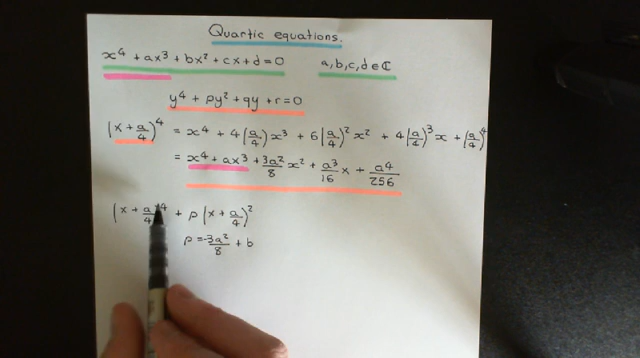 Quartic equations.
x⁴ + ax³ + bx² + cx + d = 0 a, b, c, d ∈ ℂ
y⁴ + py² + qy + r = 0
(x + a/4)⁴ = x⁴ + 4(a/4)x³ + 6(a/4)²x² + 4(a/4)³x + (a/4)⁴
= x⁴ + ax³ + 3a²/8 x² + a³/16 x + a⁴/256
(x + a/4)⁴ + p(x + a/4)²
p = -3a²/8 + b